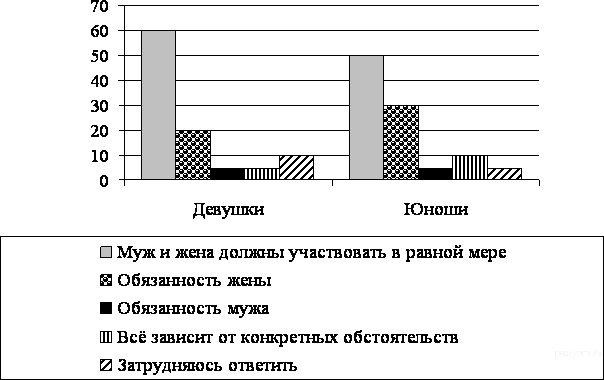 70
60
50
40
30
20
10
0
Девушки Юноши
Муж и жена должны участвовать в равной мере
Обязанность жены
Обязанность мужа
Всё зависит от конкретных обстоятельств
Затрудняюсь ответить